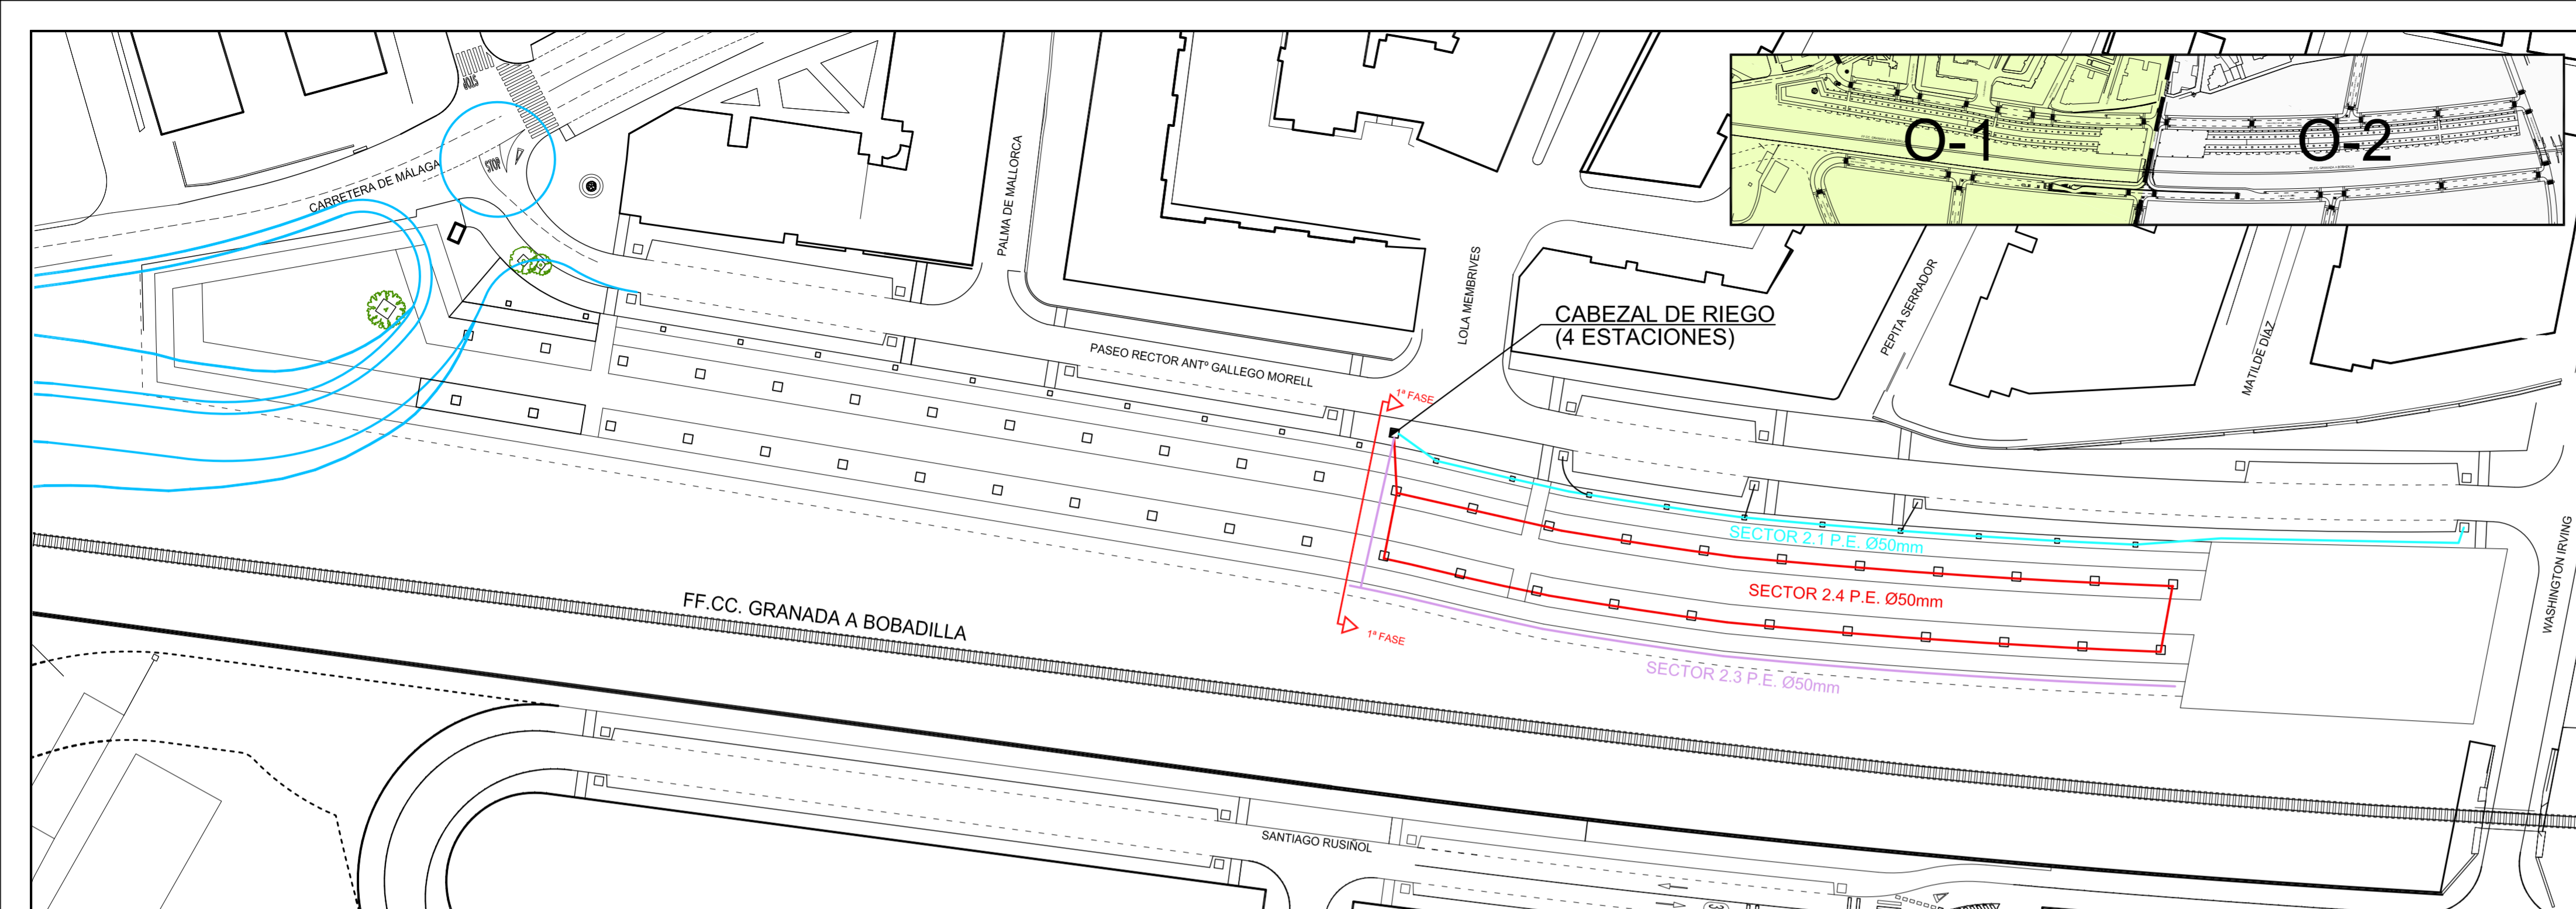 STOP
STOP
CARRETERA DE MÁLAGA
PALMA DE MALLORCA
O-1
O-2
LOLA MEMBRIVES
PEPITA SERRADOR
MATILDE DÍAZ
CABEZAL DE RIEGO
(4 ESTACIONES)
PASEO RECTOR ANTº GALLEGO MORELL
1ª FASE
SECTOR 2.1 P.E. Ø50mm
SECTOR 2.4 P.E. Ø50mm
WASHINGTON IRVING
FF.CC. GRANADA A BOBADILLA
1ª FASE
SECTOR 2.3 P.E. Ø50mm
SANTIAGO RUSIÑOL